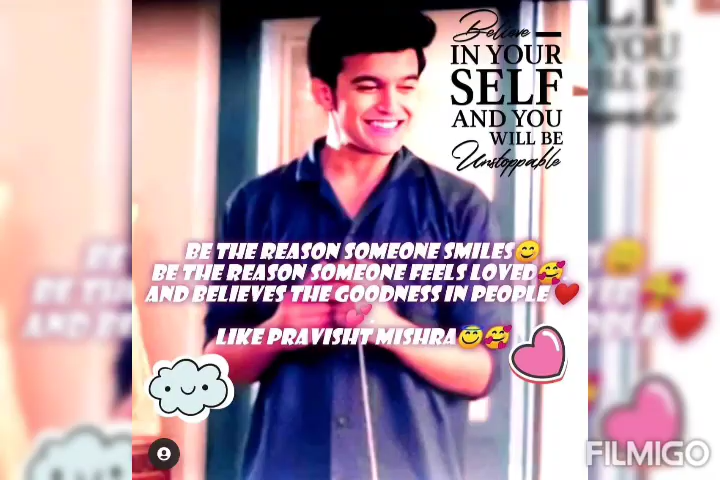 Believe
IN YOUR
SELF
AND YOU
WILL BE
Unstoppable
BE THE REASON SOMEONE SMILES😊
BE THE REASON SOMEONE FEELS LOVED🥰
AND BELIEVES THE GOODNESS IN PEOPLE❤️
💕.
LIKE PRAVISHT MISHRA😇🥰
FILMIGO